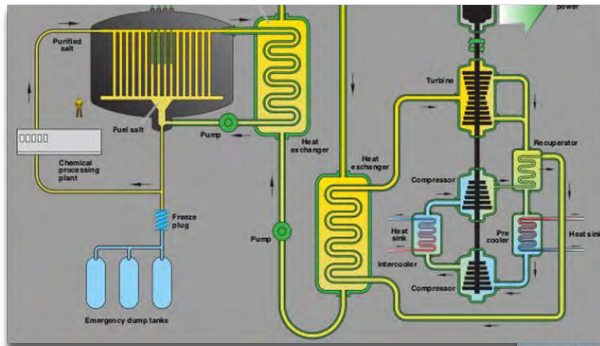 power
Purified
salt
Turbine
Fuel salt
Pump
Heat
exchanger
Heat
exchanger
Recuperator
Chemical
processing
plant
Compressor
Freeze
plug
Pump
Heat
sink
Pre
cooler
Heat sink
Intercooler
Compressor
Emergency dump tanks